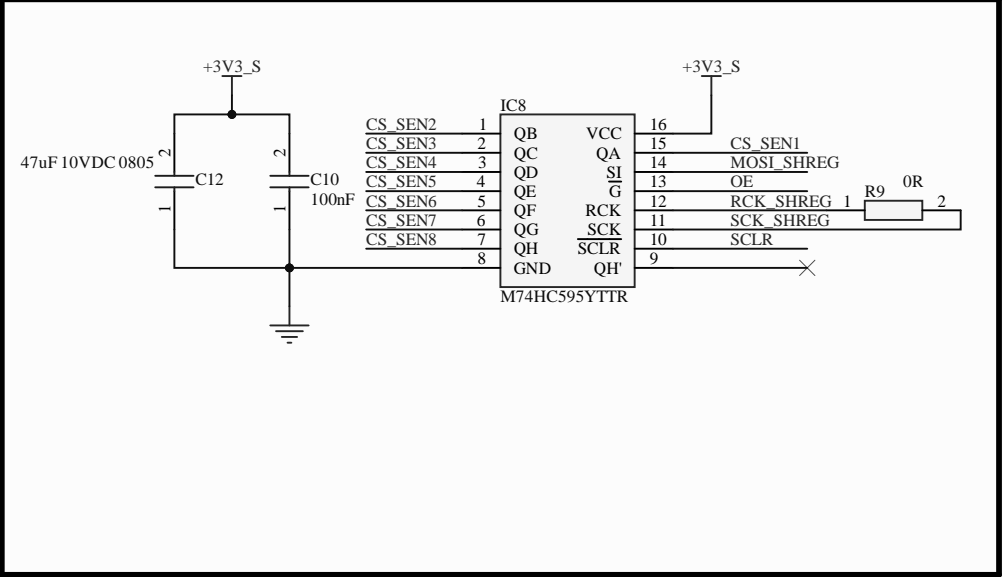 +3V3_S
+3V3_S
IC8
CS_SEN2 1 QB VCC 16
CS_SEN3 2 QC QA 15 CS_SEN1
47uF 10VDC 0805 2 C12
2 C10
100nF
CS_SEN4 3 QD SI 14 MOSI_SHREG
CS_SEN5 4 QE G 13 OE
CS_SEN6 5 QF RCK 12 RCK_SHREG 1 R9 0R 2
CS_SEN7 6 QG SCK 11 SCK_SHREG
1
1
CS_SEN8 7 QH SCLR 10 SCLR
8 GND QH' 9
M74HC595YTTR